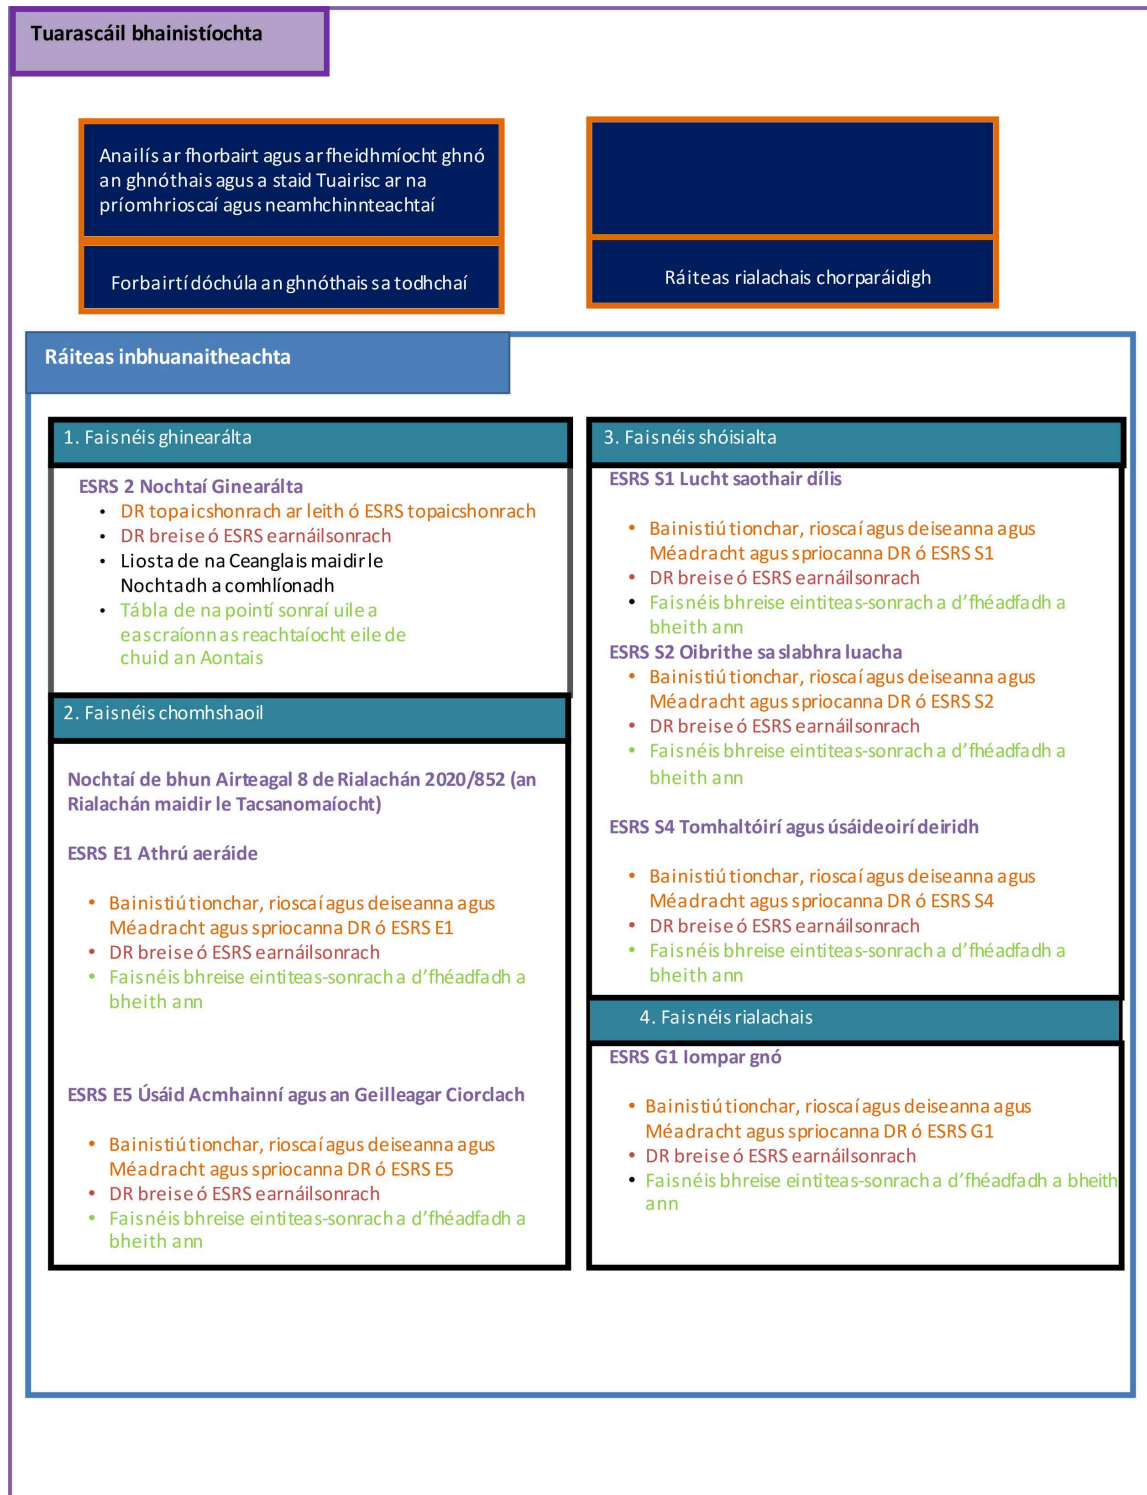 Tuarascáil bhainistíochta
Anailís ar fhorbairt agus ar fheidhmíocht ghnó
an ghnóthais agus a staid Tuairisc ar na
príomhrioscaí agus neamhchinnteachtaí
Forbairtí dóchúla an ghnóthais sa todhchaí
Ráiteas rialachais chorparáidigh
Ráiteas inbhuanaitheachta
1. Faisnéis ghinearálta
ESRS 2 Nochtaí Ginearálta
• DR topaicshonrach ar leith ó ESRS topaicshonrach
• DR breise ó ESRS earnáilsonrach
• Liosta de na Ceanglais maidir le
Nochtadh a comhlíonadh
• Tábla de na pointí sonraí uile a
eascraíonn as reachtaíocht eile de
chuid an Aontais
2. Faisnéis chomhshaoil
Nochtaí de bhun Airteagal 8 de Rialachán 2020/852 (an
Rialachán maidir le Tacsanomaíocht)
ESRS E1 Athrú aeráide
• Bainistiú tionchar, rioscaí agus deiseanna agus
Méadracht agus spriocanna DR ó ESRS E1
• DR breise ó ESRS earnáilsonrach
• Faisnéis bhreise eintiteas-sonrach a d'fhéadfadh a
bheith ann
ESRS E5 Úsáid Acmhainní agus an Geilleagar Ciorclach
• Bainistiú tionchar, rioscaí agus deiseanna agus
Méadracht agus spriocanna DR ó ESRS E5
• DR breise ó ESRS earnáilsonrach
• Faisnéis bhreise eintiteas-sonrach a d'fhéadfadh a
bheith ann
3. Faisnéis shóisialta
ESRS S1 Lucht saothair dílis
• Bainistiú tionchar, rioscaí agus deiseanna agus
Méadracht agus spriocanna DR ó ESRS S1
• DR breise ó ESRS earnáilsonrach
• Faisnéis bhreise eintiteas-sonrach a d'fhéadfadh a
bheith ann
ESRS S2 Oibrithe sa slabhra luacha
• Bainistiú tionchar, rioscaí agus deiseanna agus
Méadracht agus spriocanna DR ó ESRS S2
• DR breise ó ESRS earnáilsonrach
• Faisnéis bhreise eintiteas-sonrach a d'fhéadfadh a
bheith ann
ESRS S4 Tomhaltóirí agus úsáideoirí deiridh
• Bainistiú tionchar, rioscaí agus deiseanna agus
Méadracht agus spriocanna DR ó ESRS S4
• DR breise ó ESRS earnáilsonrach
• Faisnéis bhreise eintiteas-sonrach a d'fhéadfadh a
bheith ann
4. Faisnéis rialachais
ESRS G1 Iompar gnó
• Bainistiú tionchar, rioscaí agus deiseanna agus
Méadracht agus spriocanna DR ó ESRS G1
• DR breise ó ESRS earnáilsonrach
• Faisnéis bhreise eintiteas-sonrach a d'fhéadfadh a bheith
ann